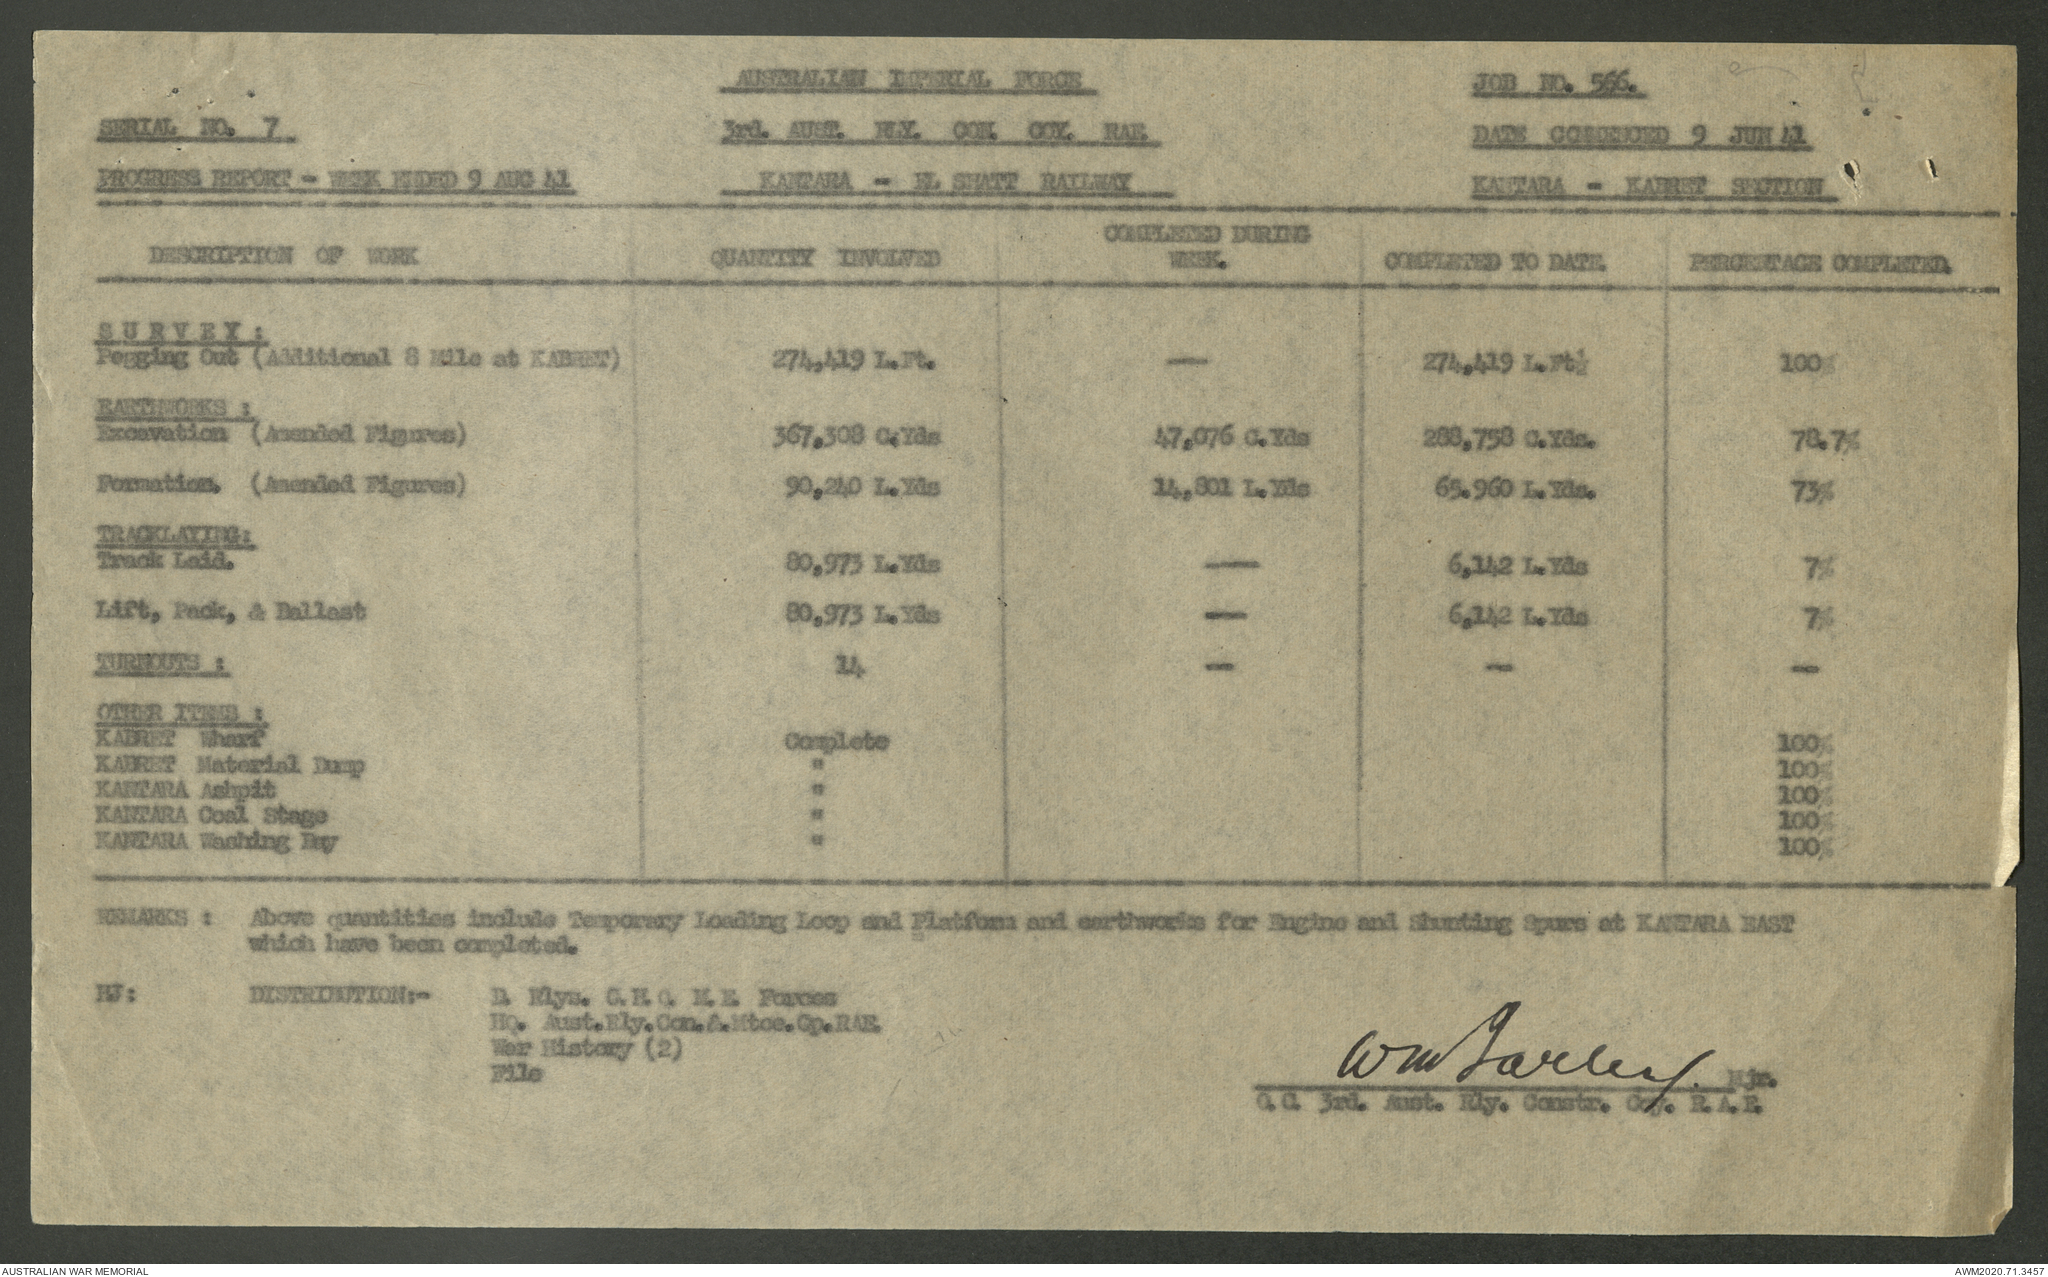 AUSTRALIAN IMPERIAL FORCE
JOB NO. 566.
SERIAL NO. 7
3rd. AUST. RLY. CON. COY. RAE.
DATE COMMENCED 9 JUN 41
PROGRESS REPORT - WEEK ENDED 9 AUG 41
KANTARA - EL SHATT RAILWAY
KANTARA - KABRET SECTION
DESCRIPTION OF WORK QUANTITY INVOLVED COMPLETED DURING WEEK. COMPLETED TO DATE. PERCENTAGE COMPLETED.
SURVEY:
Pegging Out (Additional 8 Mile at KABRET) 274,419 L.Ft. — 274,419 L.Ft. 100%
EARTHWORKS :
Excavation (Amended Figures) 367,308 C.Yds 47,076 C.Yds 288,758 C.Yds. 78.7%
Formation. (Amended Figures) 90,240 L.Yds 14,801 L.Yds 65.960 L.Yds. 73%
TRACKLAYING:
Track Laid. 80,973 L.Yds — 6,142 L.Yds 7%
Lift, Pack, & Ballast 80,973 L.Yds — 6,142 L.Yds 7%
TURNOUTS : 14 — — —
OTHER ITEMS :
KABRET Wharf Complete 100%
KABRET Material Dump " 100%
KANTARA Ashpit " 100%
KANTARA Coal Stage " 100%
KANTARA Washing Bay " 100%
REMARKS : Above quantities include Temporary Loading Loop and Platform and earthworks for Engine and Shunting Spurs at KANTARA EAST
which have been completed.
HJ: DISTRIBUTION:- D. Rlys. G.H.Q. M.E. Forces
HQ. Aust.Rly.Con.& Mtce.Gp.RAE.
War History (2)
File
Mjr.
O.C. 3rd. Aust. Rly. Constr. Coy. R.A.E.
AUSTRALIAN WAR MEMORIAL
AWM2020.71.3457